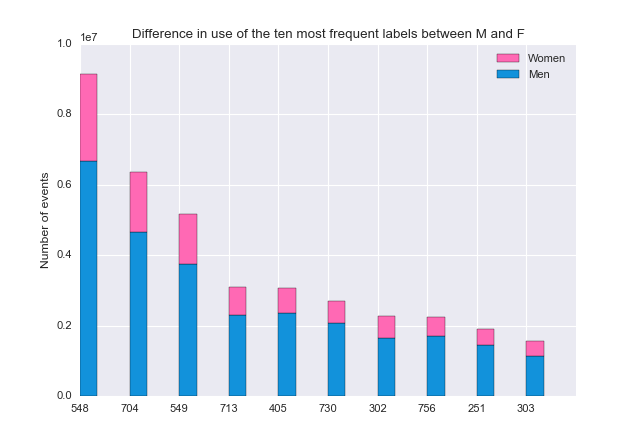 Difference in use of the ten most frequent labels between M and F
1e7
1.0
0.8
0.6
0.4
0.2
0.0
Number of events
Women
Men
548 704 549 713 405 730 302 756 251 303